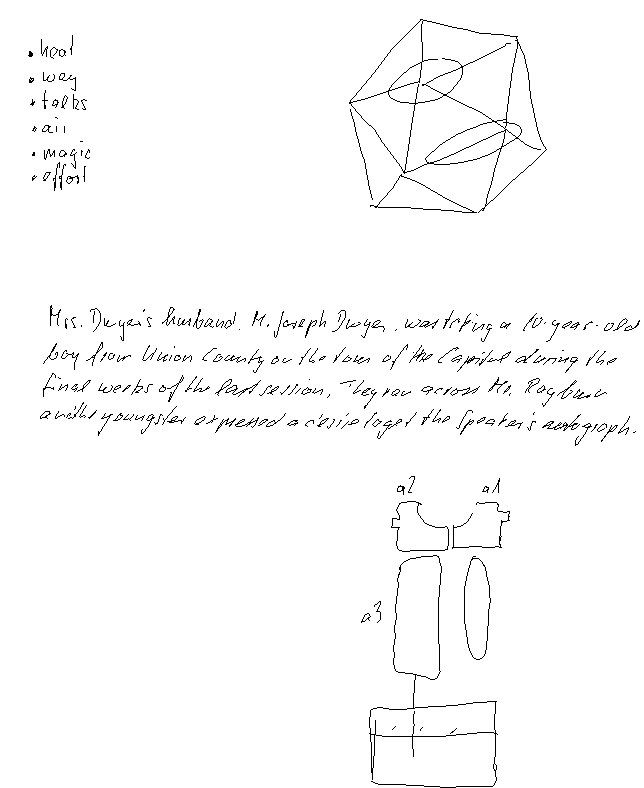 • heat
• way
• talks
• air
• magic
• effort
Mrs. Dwyer's husband, M. Joseph Dwyer, was taking a 10-year-old
boy from Union County on the tour of the Capitol during the
final weeks of the last session. They ran across Mr. Rayburn
and the youngster expressed a desire to get the Speaker's autograph.
a2 a1
a3